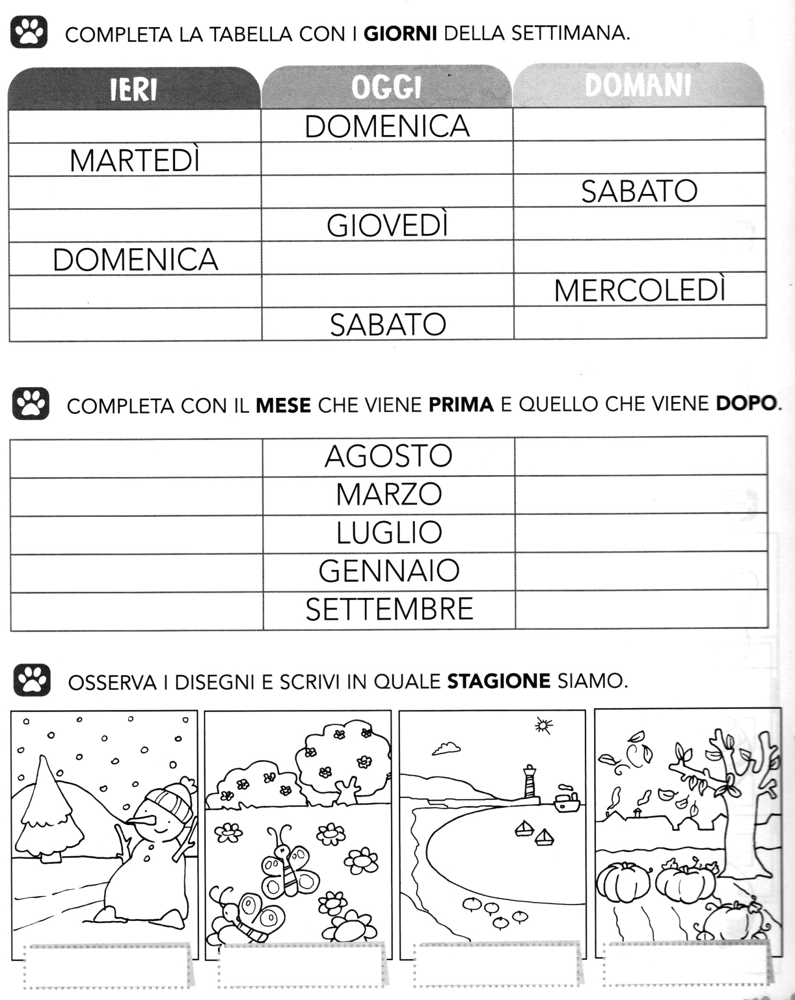 COMPLETA LA TABELLA CON I GIORNI DELLA SETTIMANA.
IERI OGGI DOMANI
DOMENICA
MARTEDÌ
SABATO
GIOVEDÌ
DOMENICA
MERCOLEDÌ
SABATO
COMPLETA CON IL MESE CHE VIENE PRIMA E QUELLO CHE VIENE DOPO.
AGOSTO
MARZO
LUGLIO
GENNAIO
SETTEMBRE
OSSERVA I DISEGNI E SCRIVI IN QUALE STAGIONE SIAMO.